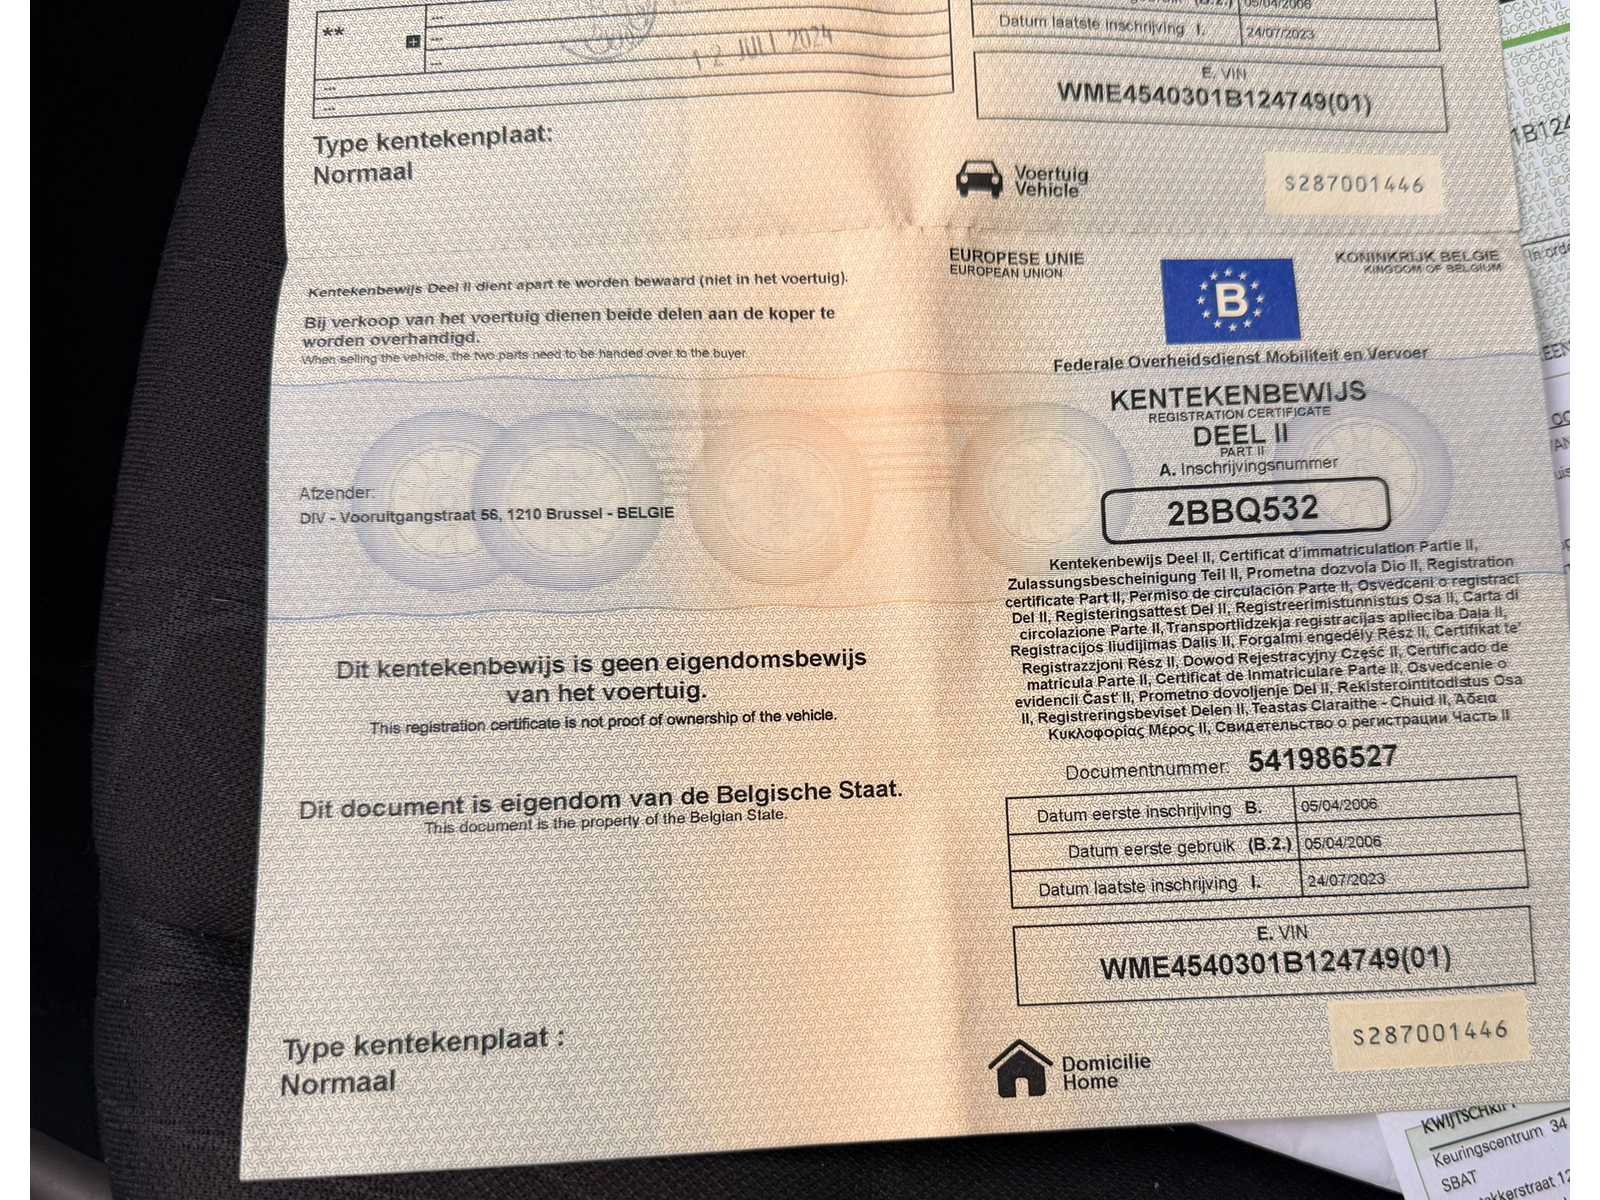 **
---
---
---
---
---
12 JULI 2024
Type kentekenplaat:
Normaal
(B.2.) 05/04/2006
Datum laatste inschrijving I. 24/07/2023
E. VIN
WME4540301B124749(01)
Voertuig
Vehicle
S287001446
Kentekenbewijs Deel II dient apart te worden bewaard (niet in het voertuig).
Bij verkoop van het voertuig dienen beide delen aan de koper te
worden overhandigd.
When selling the vehicle, the two parts need to be handed over to the buyer.
Afzender:
DIV - Vooruitgangstraat 56, 1210 Brussel - BELGIE
Dit kentekenbewijs is geen eigendomsbewijs
van het voertuig.
This registration certificate is not proof of ownership of the vehicle.
Dit document is eigendom van de Belgische Staat.
This document is the property of the Belgian State.
Type kentekenplaat :
Normaal
EUROPESE UNIE
EUROPEAN UNION
B
KONINKRIJK BELGIE
KINGDOM OF BELGIUM
Federale Overheidsdienst Mobiliteit en Vervoer
KENTEKENBEWIJS
REGISTRATION CERTIFICATE
DEEL II
PART II
A. Inschrijvingsnummer
2BBQ532
Kentekenbewijs Deel II, Certificat d'immatriculation Partie II,
Zulassungsbescheinigung Teil II, Prometna dozvola Dio II, Registration
certificate Part II, Permiso de circulación Parte II, Osvedceni o registraci
Del II, Registeringsattest Del II, Registreerimistunnistus Osa II, Carta di
circolazione Parte II, Transportlidzekja registracijas aplieciba Daļa II,
Registracijos liudijimas Dalis II, Forgalmi engedély Rész II, Certifikat te'
Registrazzjoni Rész II, Dowod Rejestracyjny Część II, Certificado de
matricula Parte II, Certificat de Inmatriculare Parte II, Osvedcenie o
evidencii Časť II, Prometno dovoljenje Del II, Rekisterointitodistus Osa
II, Registreringsbeviset Delen II, Teastas Claraithe - Chuid II, Άδεια
Κυκλοφορίας Μέρος II, Свидетельство о регистрации Часть II
Documentnummer: 541986527
Datum eerste inschrijving B. 05/04/2006
Datum eerste gebruik (B.2.) 05/04/2006
Datum laatste inschrijving I. 24/07/2023
E. VIN
WME4540301B124749(01)
S287001446
Domicilie
Home
KWIJTSCHRIFT
Keuringscentrum 34
SBAT